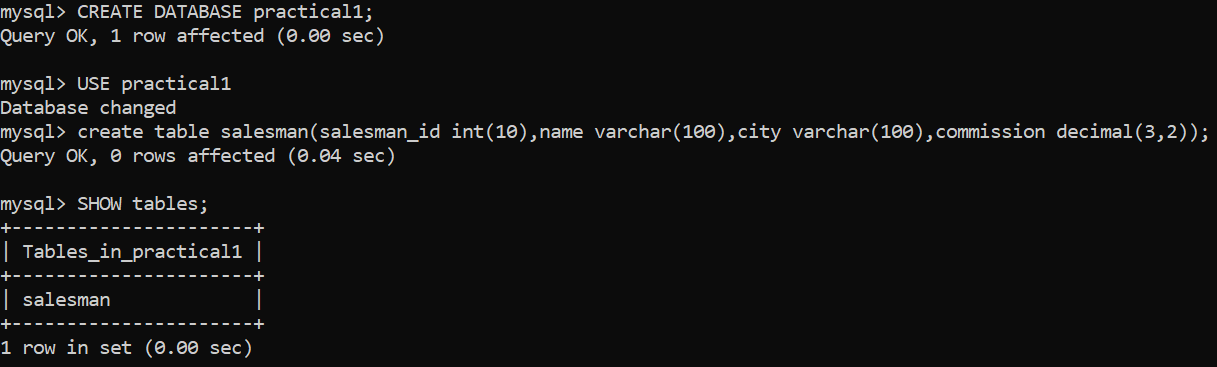 mysql> CREATE DATABASE practical1;
Query OK, 1 row affected (0.00 sec)
mysql> USE practical1
Database changed
mysql> create table salesman(salesman_id int(10),name varchar(100),city varchar(100),commission decimal(3,2));
Query OK, 0 rows affected (0.04 sec)
mysql> SHOW tables;
+----------------------+
| Tables_in_practical1 |
+----------------------+
| salesman             |
+----------------------+
1 row in set (0.00 sec)